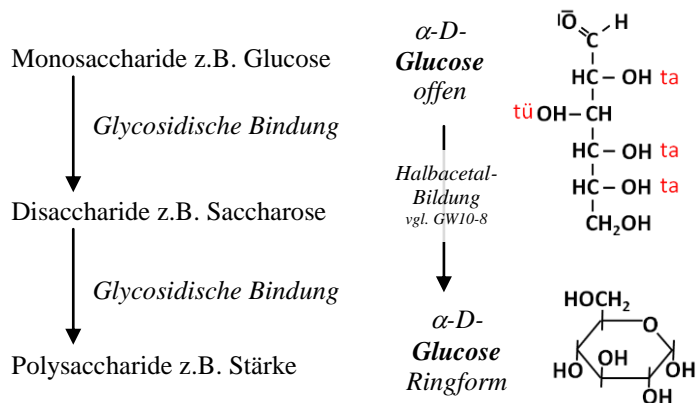 Monosaccharide z.B. Glucose
Glycosidische Bindung
Disaccharide z.B. Saccharose
Glycosidische Bindung
Polysaccharide z.B. Stärke
α-D-
Glucose
offen
Halbacetal-
Bildung
vgl. GW10-8
α-D-
Glucose
Ringform
O
C H
HC OH ta
tü OH CH
HC OH ta
HC OH ta
CH₂OH
HOCH₂
O
OH
HO OH
OH